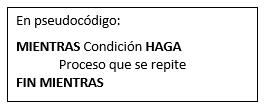 En pseudocódigo:
MIENTRAS Condición HAGA
Proceso que se repite
FIN MIENTRAS